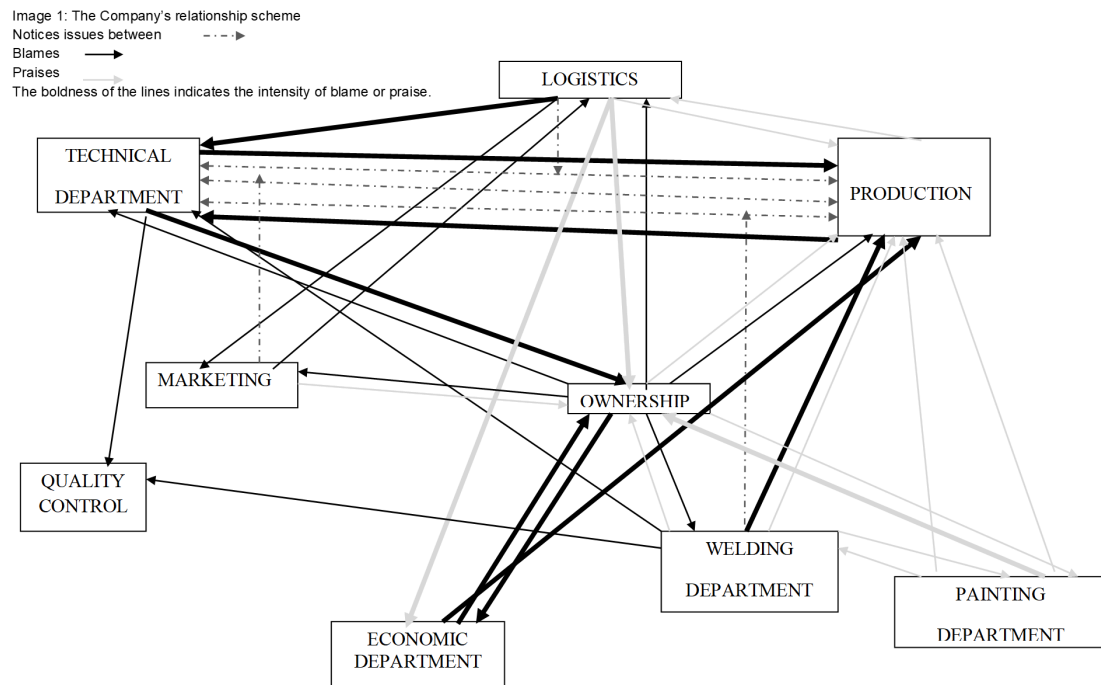 Image 1: The Company's relationship scheme
Notices issues between
Blames
Praises
The boldness of the lines indicates the intensity of blame or praise.
LOGISTICS
TECHNICAL
DEPARTMENT
PRODUCTION
MARKETING
OWNERSHIP
QUALITY
CONTROL
WELDING
DEPARTMENT
PAINTING
DEPARTMENT
ECONOMIC
DEPARTMENT